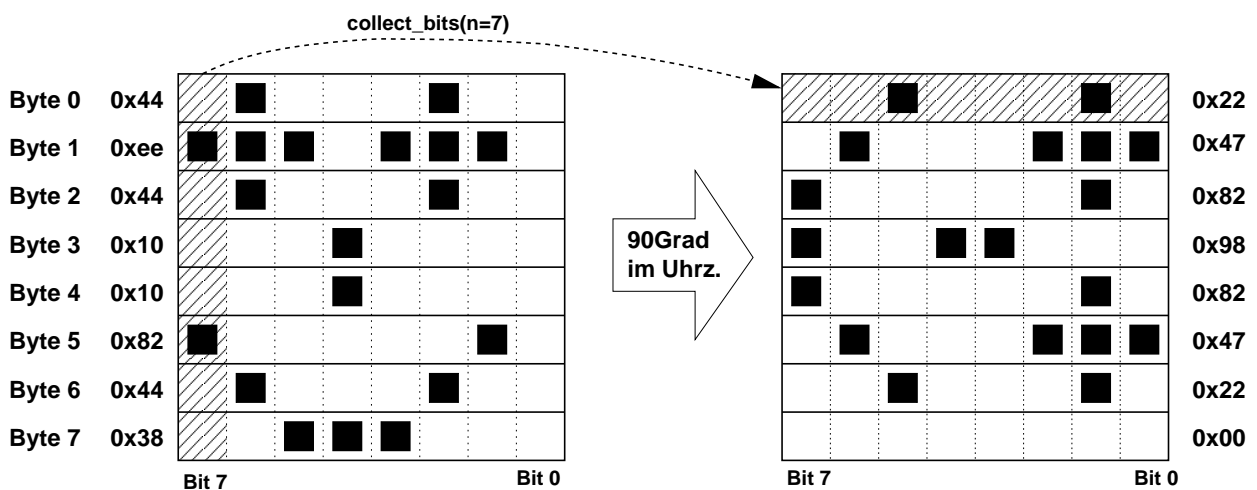 collect_bits(n=7)
Byte 0 0x44 0x22
Byte 1 0xee 0x47
Byte 2 0x44 0x82
Byte 3 0x10 90Grad 0x98
im Uhrz.
Byte 4 0x10 0x82
Byte 5 0x82 0x47
Byte 6 0x44 0x22
Byte 7 0x38 0x00
Bit 7 Bit 0 Bit 7 Bit 0